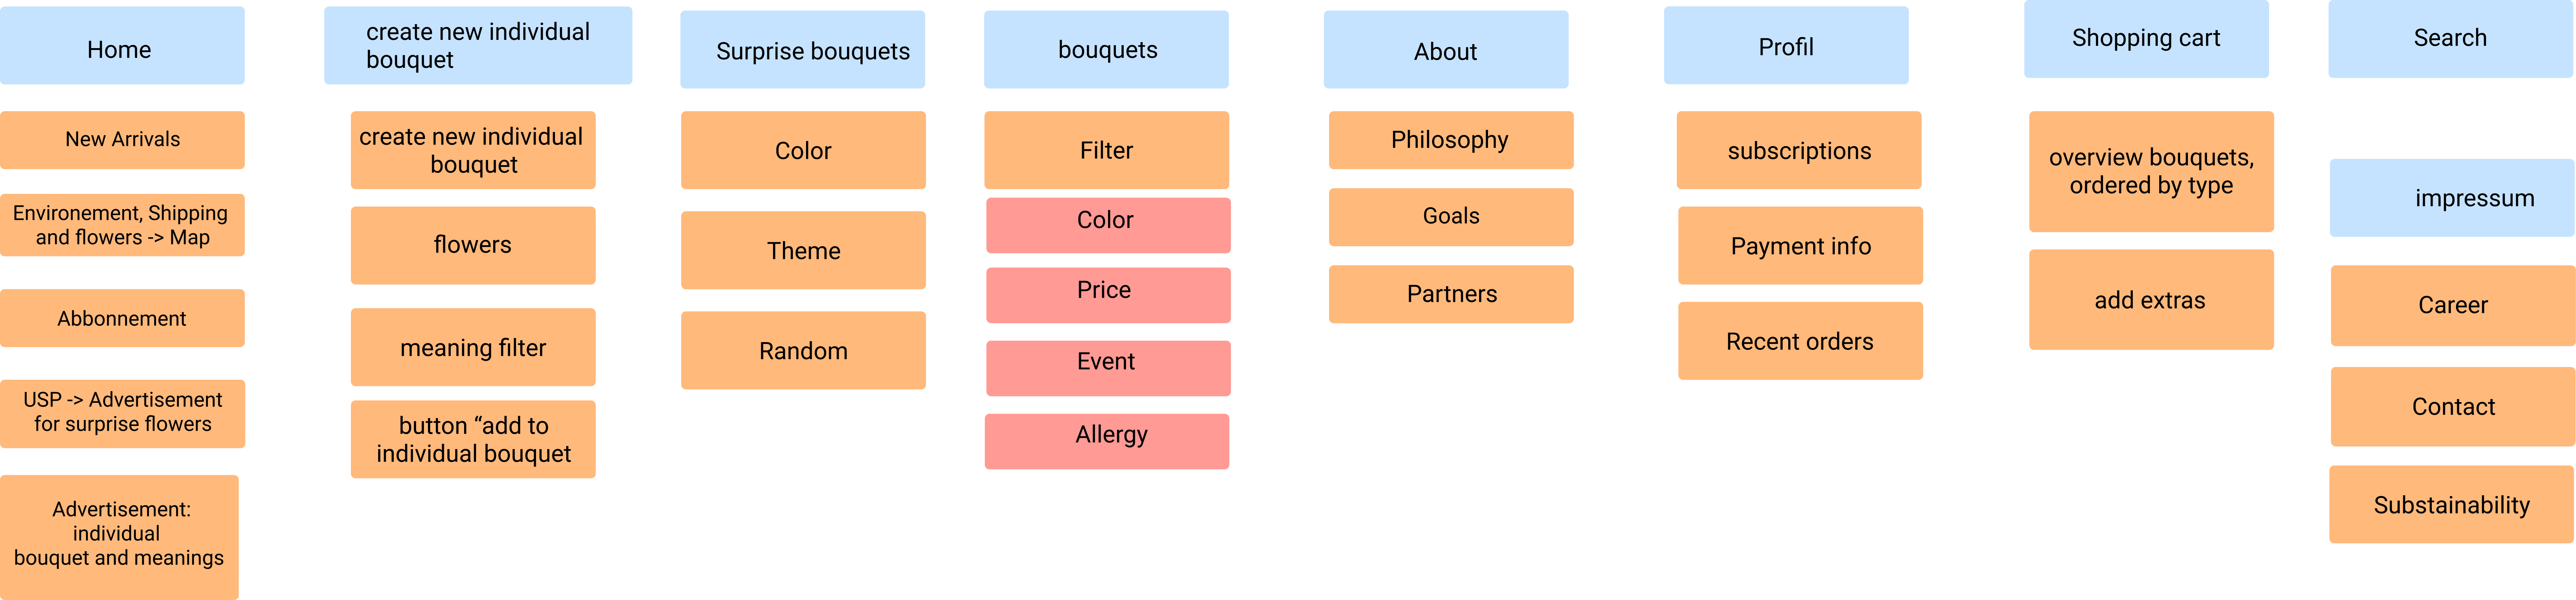 Home
New Arrivals
Environement, Shipping
and flowers -> Map
Abbonnement
USP -> Advertisement
for surprise flowers
Advertisement:
individual
bouquet and meanings
create new individual
bouquet
create new individual
bouquet
flowers
meaning filter
button “add to
individual bouquet
Surprise bouquets
Color
Theme
Random
bouquets
Filter
Color
Price
Event
Allergy
About
Philosophy
Goals
Partners
Profil
subscriptions
Payment info
Recent orders
Shopping cart
overview bouquets,
ordered by type
add extras
Search
impressum
Career
Contact
Substainability